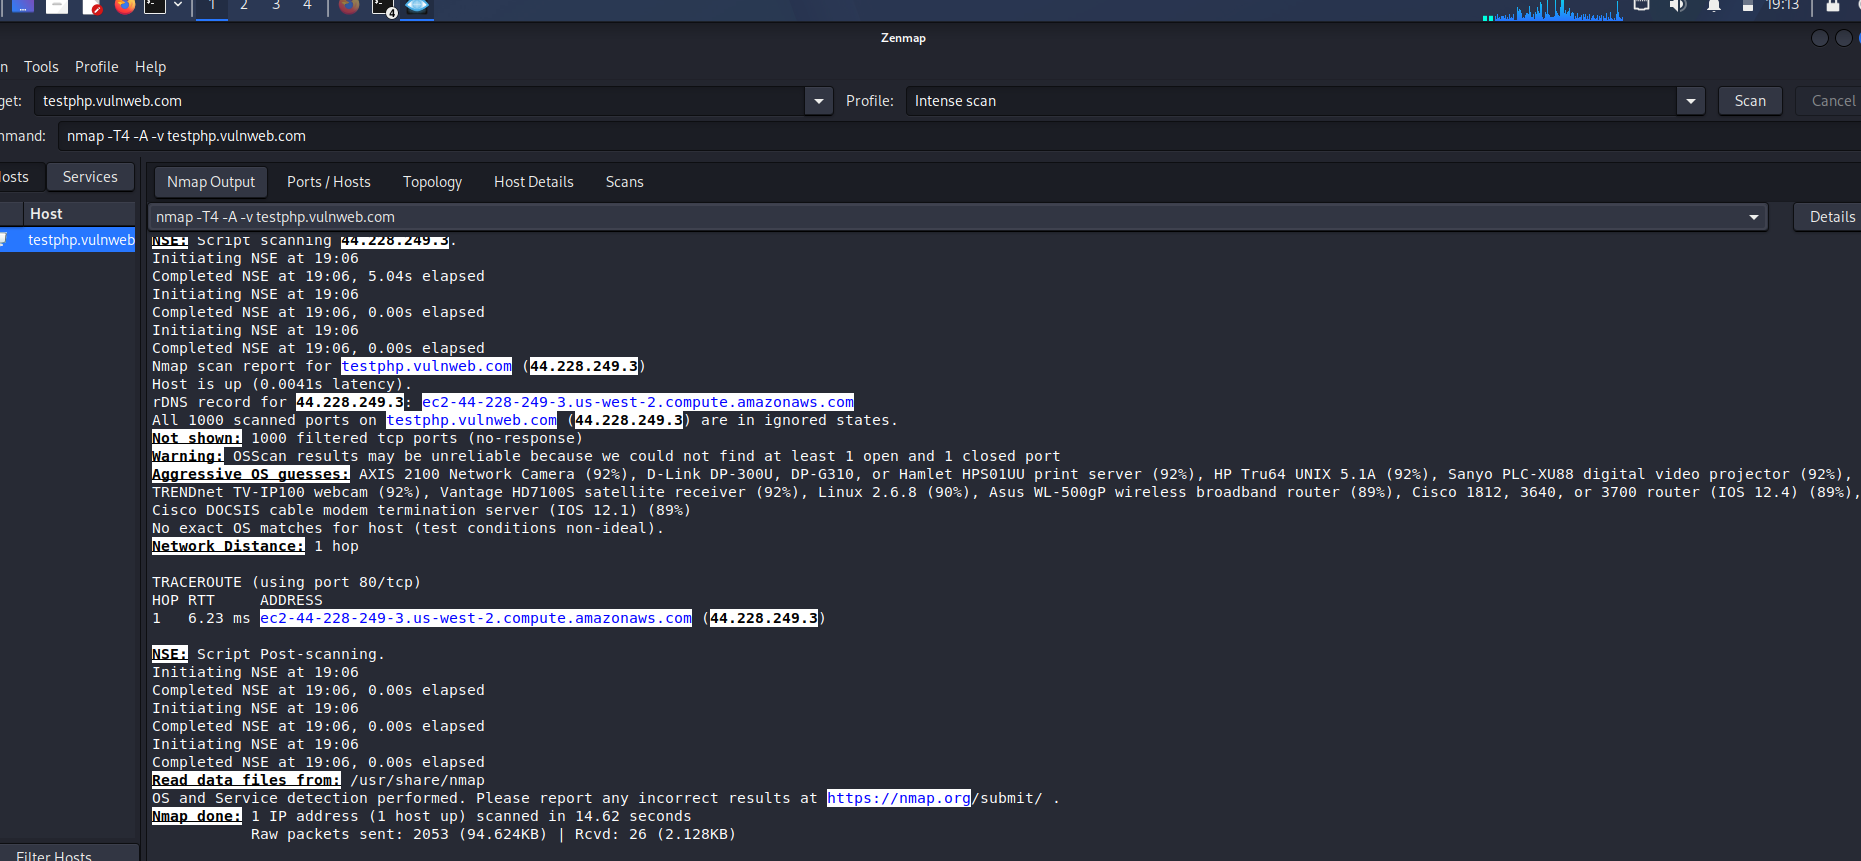 1 2 3 4 4 19:13
Zenmap
n Tools Profile Help
get: testphp.vulnweb.com Profile: Intense scan Scan Cancel
mmand: nmap -T4 -A -v testphp.vulnweb.com
osts Services Nmap Output Ports / Hosts Topology Host Details Scans
Host nmap -T4 -A -v testphp.vulnweb.com Details
testphp.vulnweb
NSE: Script scanning 44.228.249.3.
Initiating NSE at 19:06
Completed NSE at 19:06, 5.04s elapsed
Initiating NSE at 19:06
Completed NSE at 19:06, 0.00s elapsed
Initiating NSE at 19:06
Completed NSE at 19:06, 0.00s elapsed
Nmap scan report for testphp.vulnweb.com (44.228.249.3)
Host is up (0.0041s latency).
rDNS record for 44.228.249.3: ec2-44-228-249-3.us-west-2.compute.amazonaws.com
All 1000 scanned ports on testphp.vulnweb.com (44.228.249.3) are in ignored states.
Not shown: 1000 filtered tcp ports (no-response)
Warning: OSScan results may be unreliable because we could not find at least 1 open and 1 closed port
Aggressive OS guesses: AXIS 2100 Network Camera (92%), D-Link DP-300U, DP-G310, or Hamlet HPS01UU print server (92%), HP Tru64 UNIX 5.1A (92%), Sanyo PLC-XU88 digital video projector (92%),
TRENDnet TV-IP100 webcam (92%), Vantage HD7100S satellite receiver (92%), Linux 2.6.8 (90%), Asus WL-500gP wireless broadband router (89%), Cisco 1812, 3640, or 3700 router (IOS 12.4) (89%),
Cisco DOCSIS cable modem termination server (IOS 12.1) (89%)
No exact OS matches for host (test conditions non-ideal).
Network Distance: 1 hop
TRACEROUTE (using port 80/tcp)
HOP RTT ADDRESS
1 6.23 ms ec2-44-228-249-3.us-west-2.compute.amazonaws.com (44.228.249.3)
NSE: Script Post-scanning.
Initiating NSE at 19:06
Completed NSE at 19:06, 0.00s elapsed
Initiating NSE at 19:06
Completed NSE at 19:06, 0.00s elapsed
Initiating NSE at 19:06
Completed NSE at 19:06, 0.00s elapsed
Read data files from: /usr/share/nmap
OS and Service detection performed. Please report any incorrect results at https://nmap.org/submit/ .
Nmap done: 1 IP address (1 host up) scanned in 14.62 seconds
Raw packets sent: 2053 (94.624KB) | Rcvd: 26 (2.128KB)
Filter Hosts